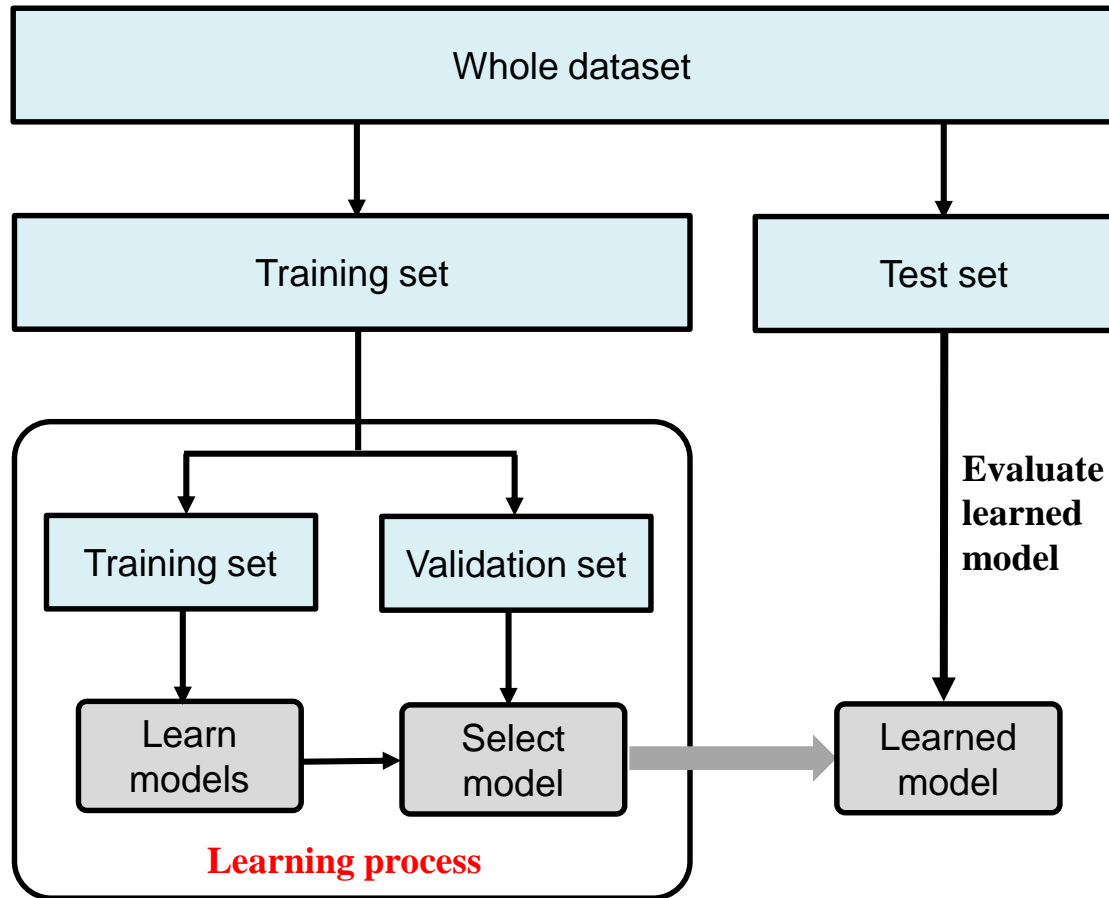 Whole dataset
Training set
Test set
Evaluate
learned
model
Training set
Validation set
Learn
models
Select
model
Learned
model
Learning process